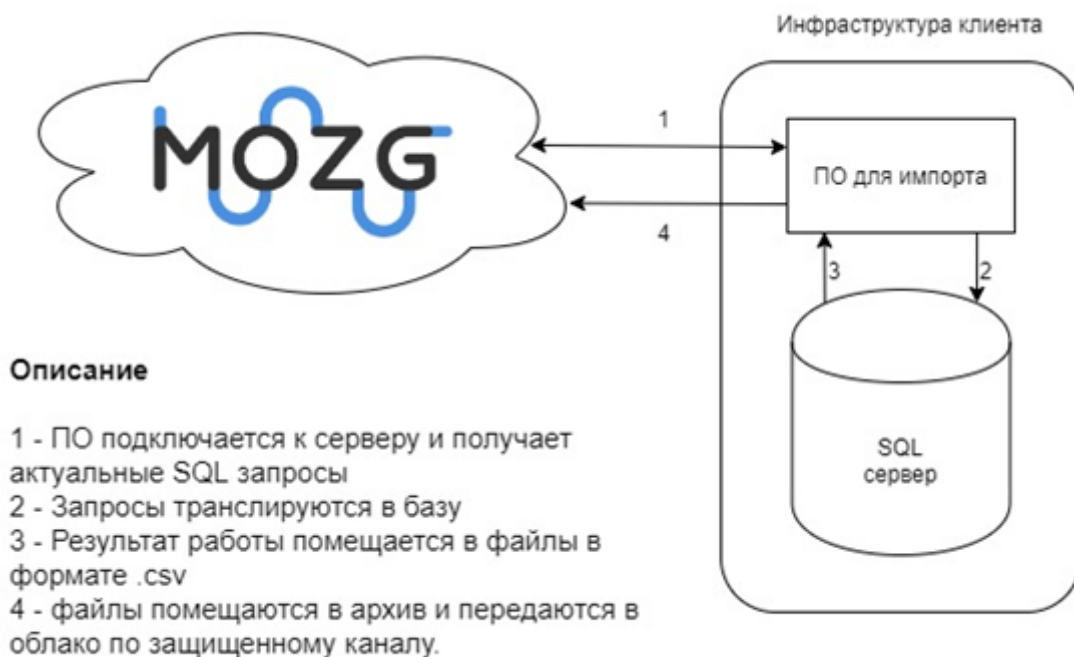 Инфраструктура клиента
MOZG
1
ПО для импорта
4
3
2
SQL
сервер
Описание
1 - ПО подключается к серверу и получает
актуальные SQL запросы
2 - Запросы транслируются в базу
3 - Результат работы помещается в файлы в
формате .csv
4 - файлы помещаются в архив и передаются в
облако по защищенному каналу.